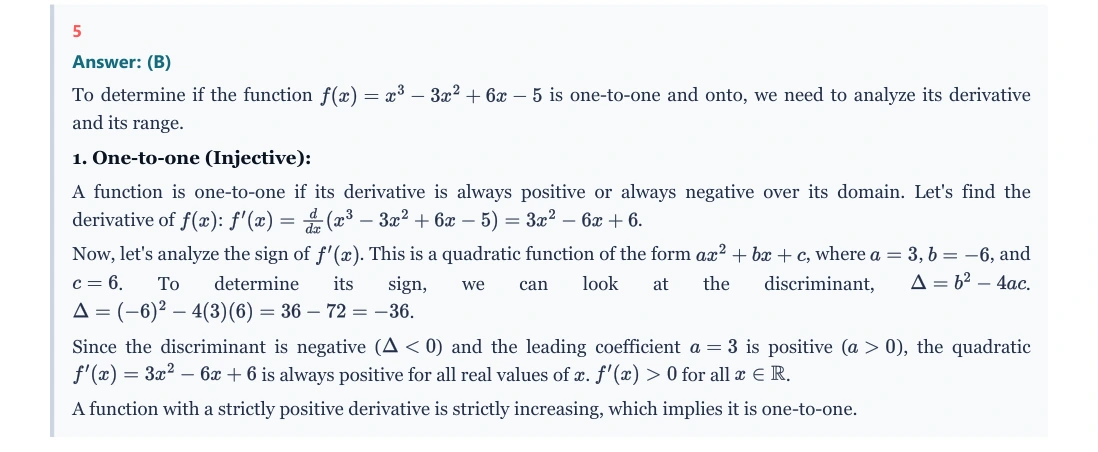 5
Answer: (B)
To determine if the function f(x) = x³ − 3x² + 6x − 5 is one-to-one and onto, we need to analyze its derivative
and its range.
1. One-to-one (Injective):
A function is one-to-one if its derivative is always positive or always negative over its domain. Let's find the
derivative of f(x): f′(x) = d/dx (x³ − 3x² + 6x − 5) = 3x² − 6x + 6.
Now, let's analyze the sign of f′(x). This is a quadratic function of the form ax² + bx + c, where a = 3, b = −6, and
c = 6. To determine its sign, we can look at the discriminant, Δ = b² − 4ac.
Δ = (−6)² − 4(3)(6) = 36 − 72 = −36.
Since the discriminant is negative (Δ < 0) and the leading coefficient a = 3 is positive (a > 0), the quadratic
f′(x) = 3x² − 6x + 6 is always positive for all real values of x. f′(x) > 0 for all x ∈ ℝ.
A function with a strictly positive derivative is strictly increasing, which implies it is one-to-one.